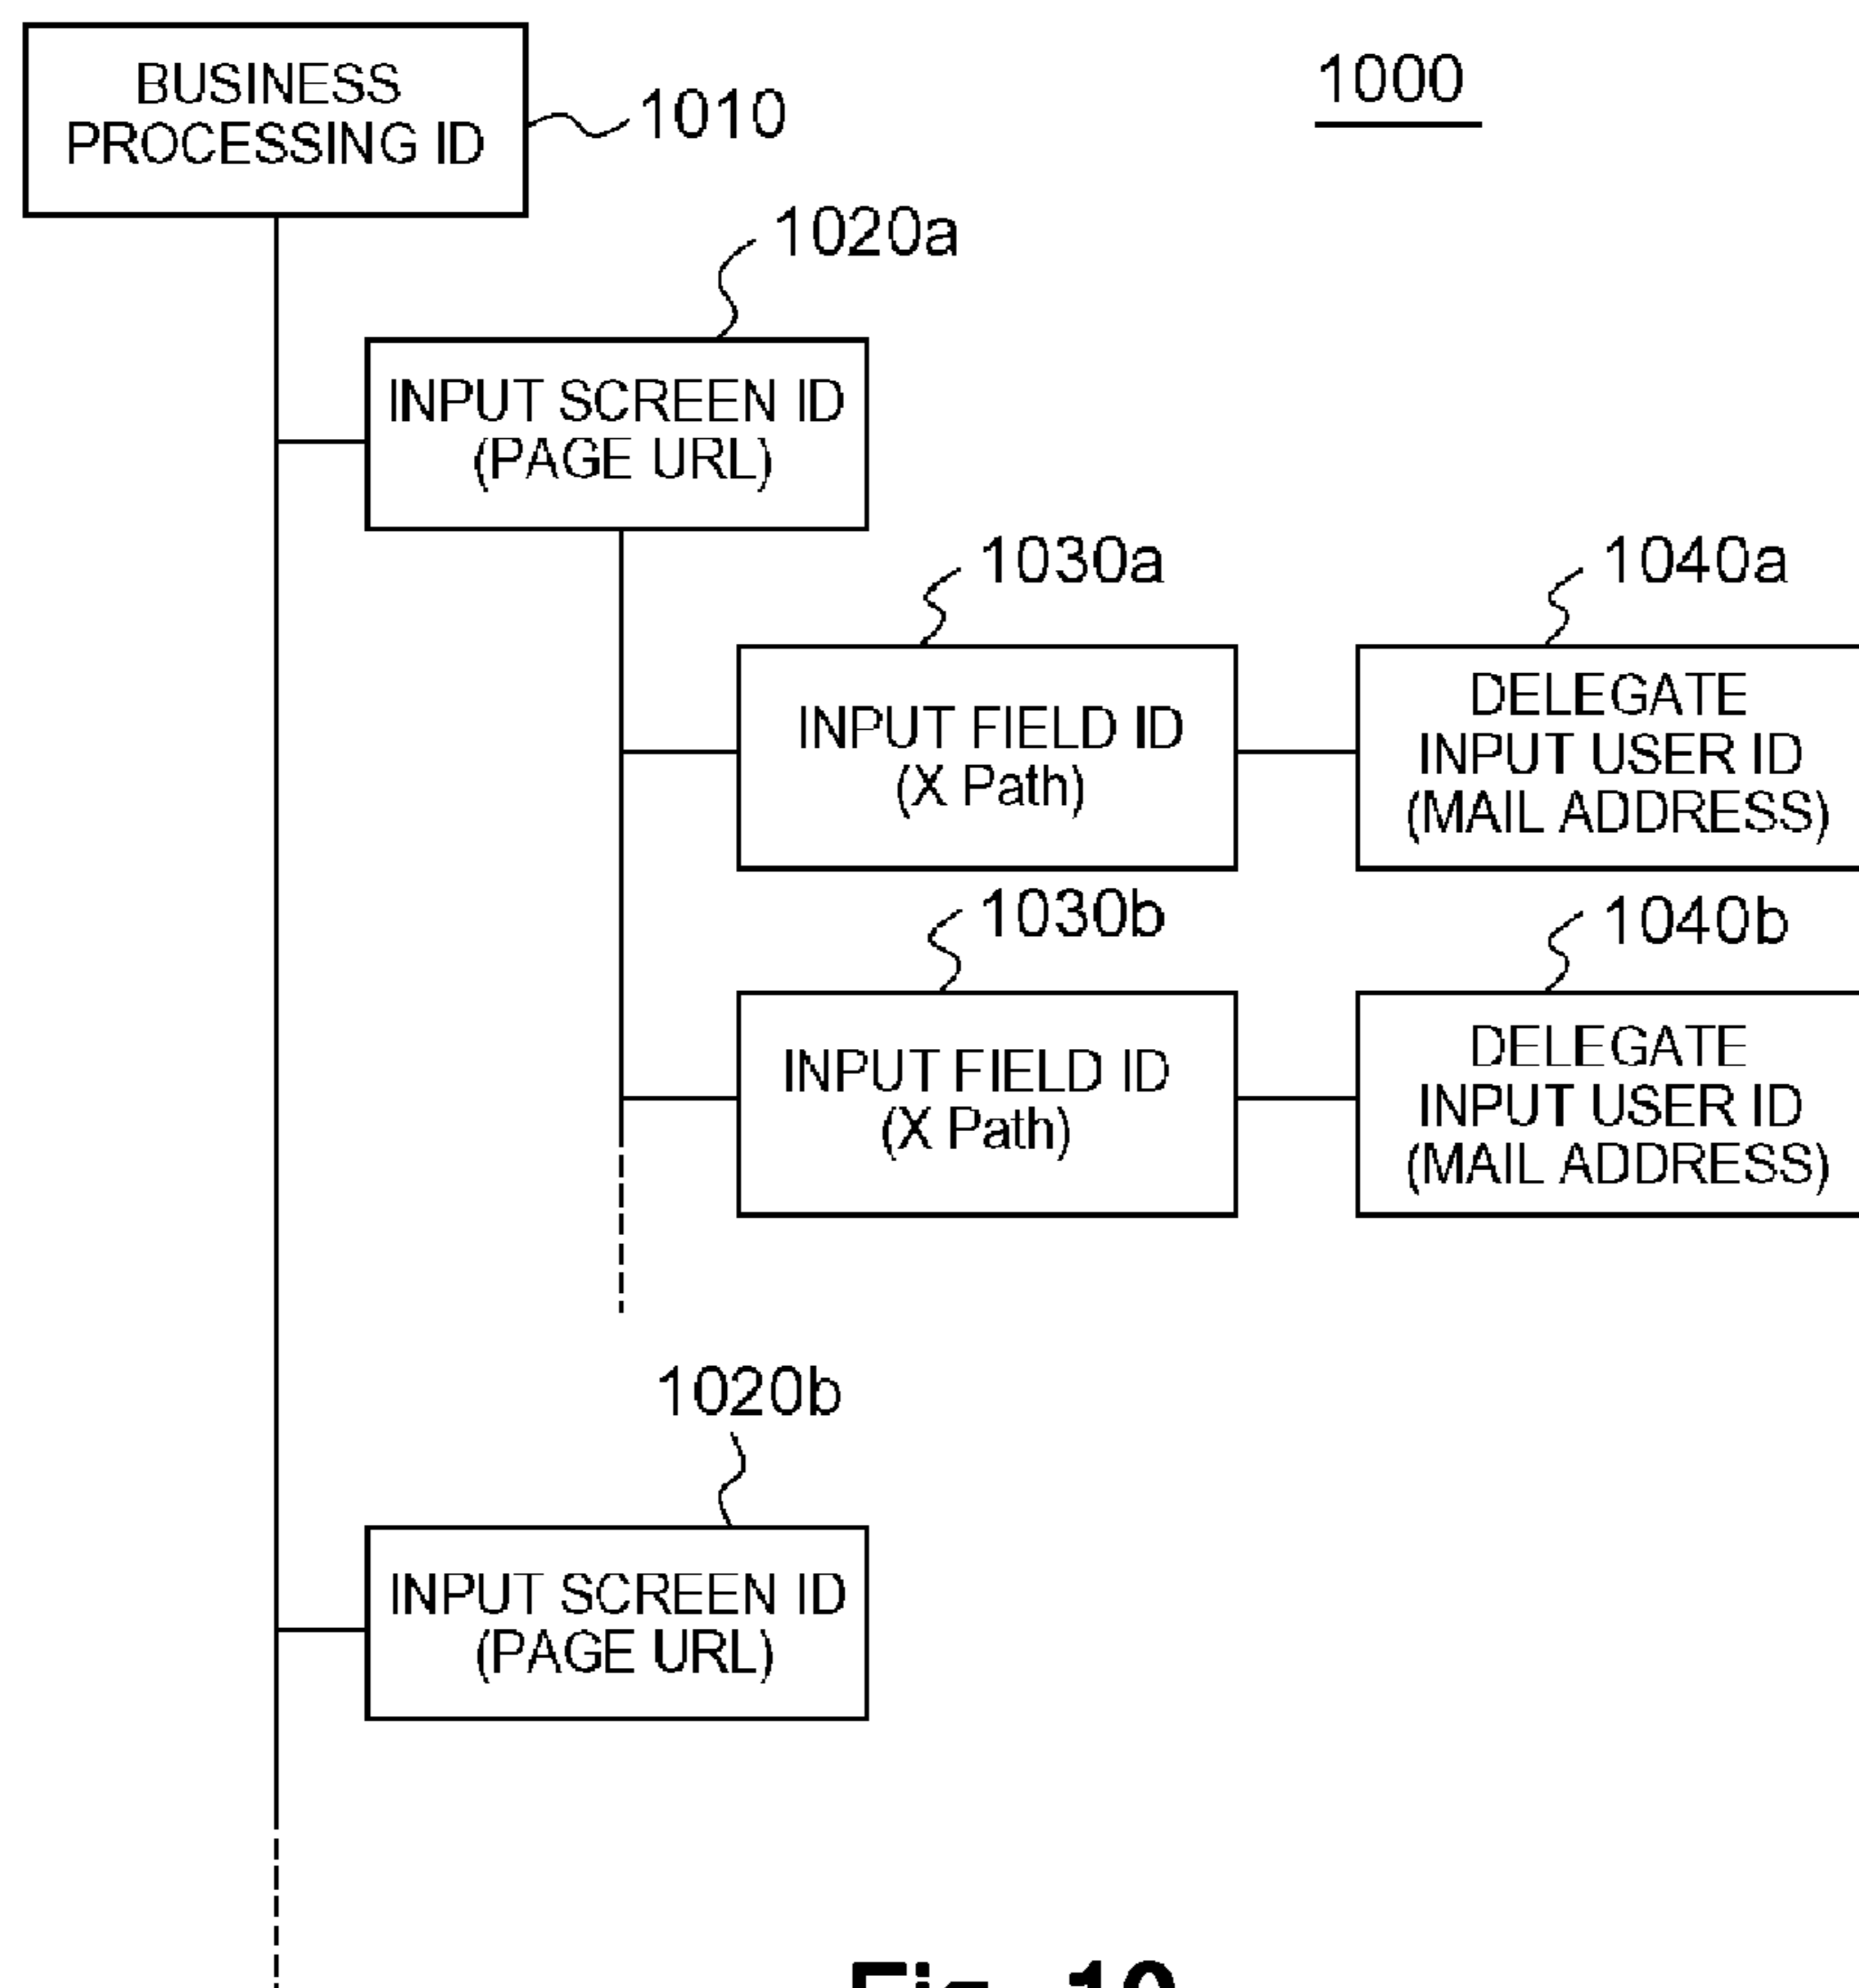 BUSINESS
PROCESSING ID
1010
1000
1020a
INPUT SCREEN ID
(PAGE URL)
1030a
1040a
INPUT FIELD ID
(X Path)
DELEGATE
INPUT USER ID
(MAIL ADDRESS)
1030b
1040b
INPUT FIELD ID
(X Path)
DELEGATE
INPUT USER ID
(MAIL ADDRESS)
1020b
INPUT SCREEN ID
(PAGE URL)
Fig. 10